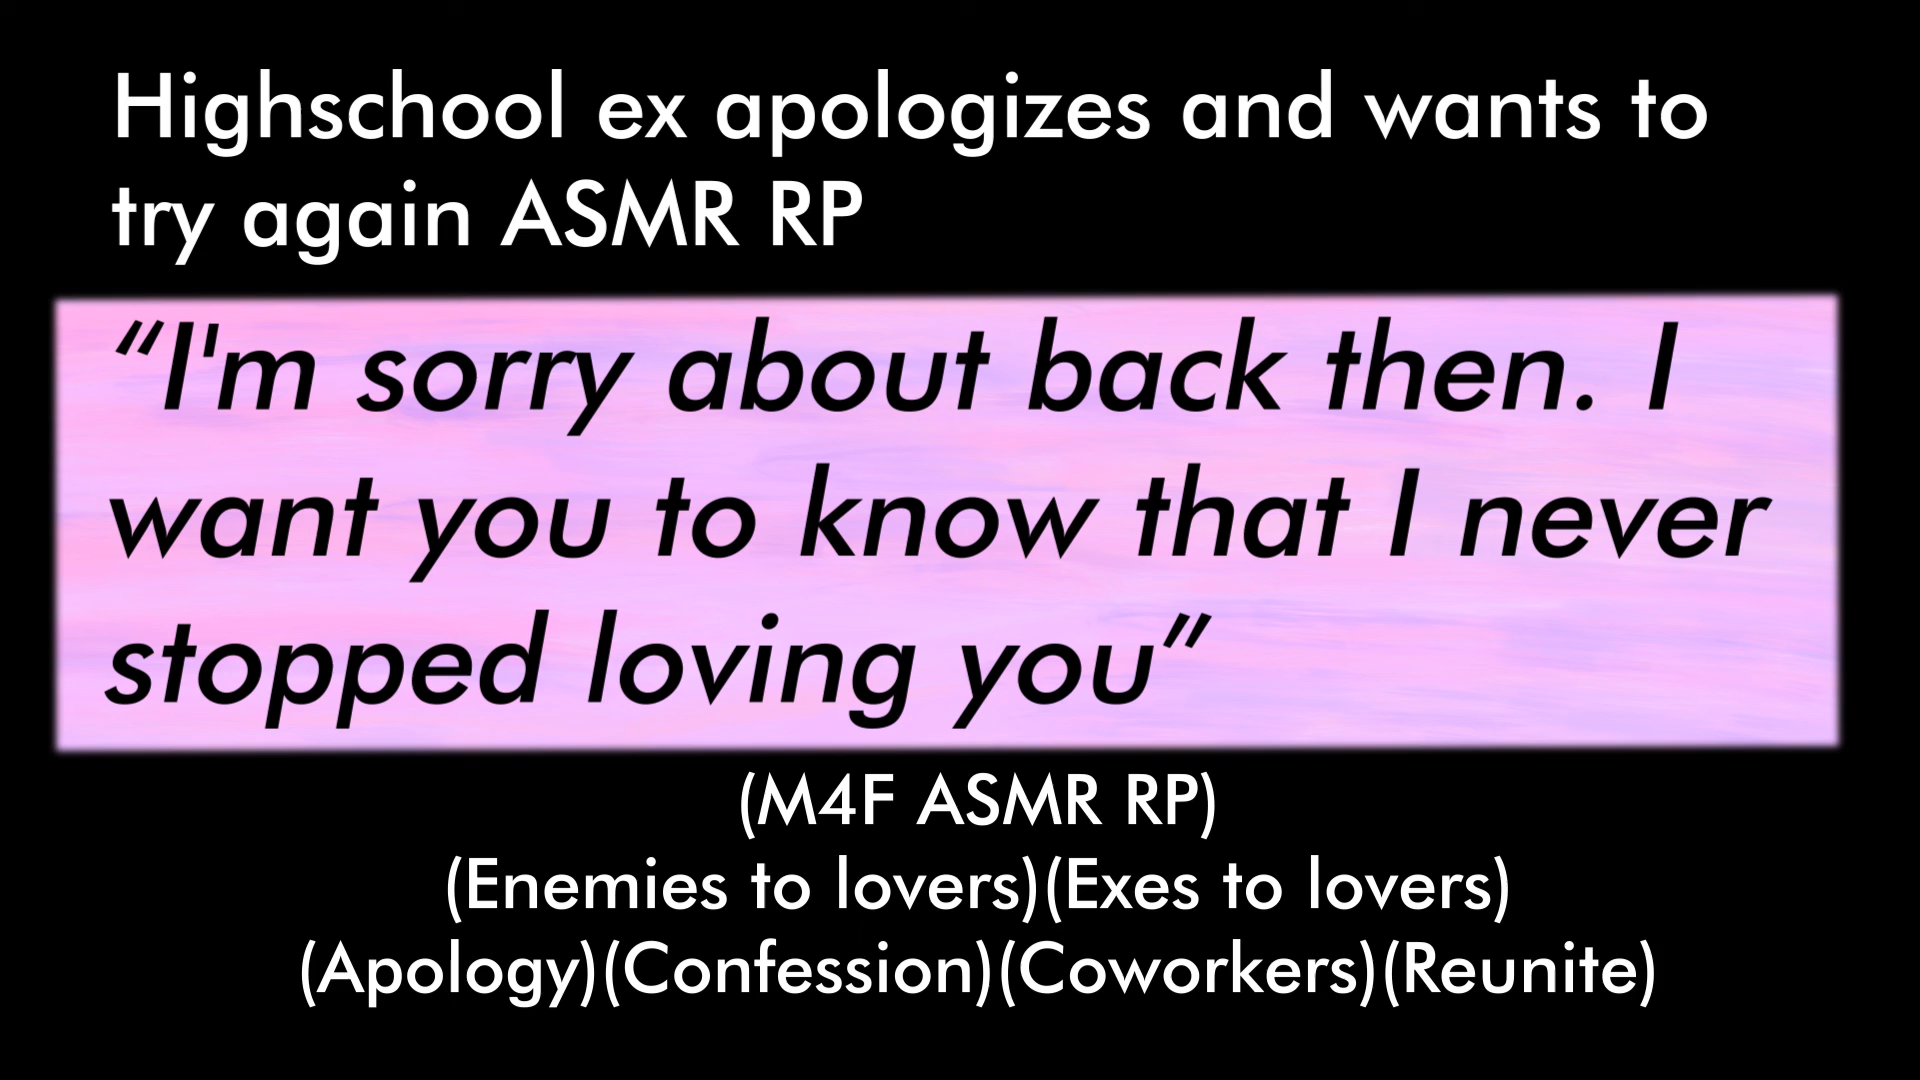 Highschool ex apologizes and wants to
try again ASMR RP
“I'm sorry about back then. I
want you to know that I never
stopped loving you”
(M4F ASMR RP)
(Enemies to lovers)(Exes to lovers)
(Apology)(Confession)(Coworkers)(Reunite)